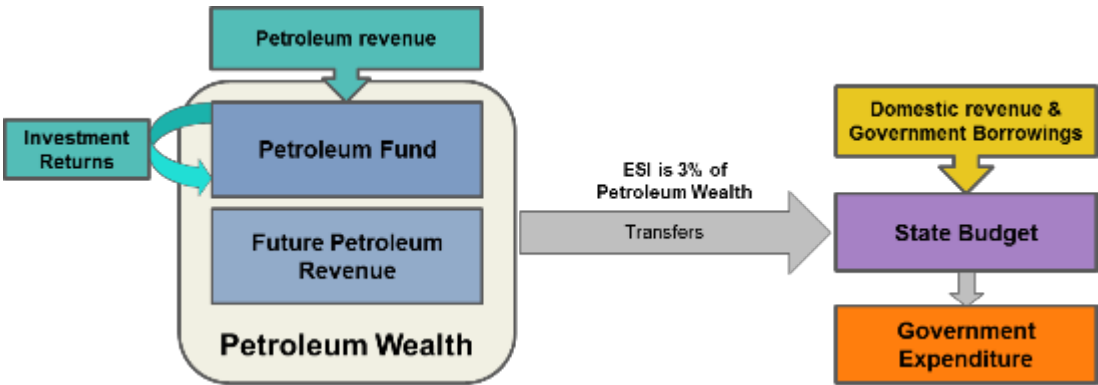 Petroleum revenue
Investment
Returns
Petroleum Fund
Future Petroleum
Revenue
Petroleum Wealth
ESI is 3% of
Petroleum Wealth
Transfers
Domestic revenue &
Government Borrowings
State Budget
Government
Expenditure